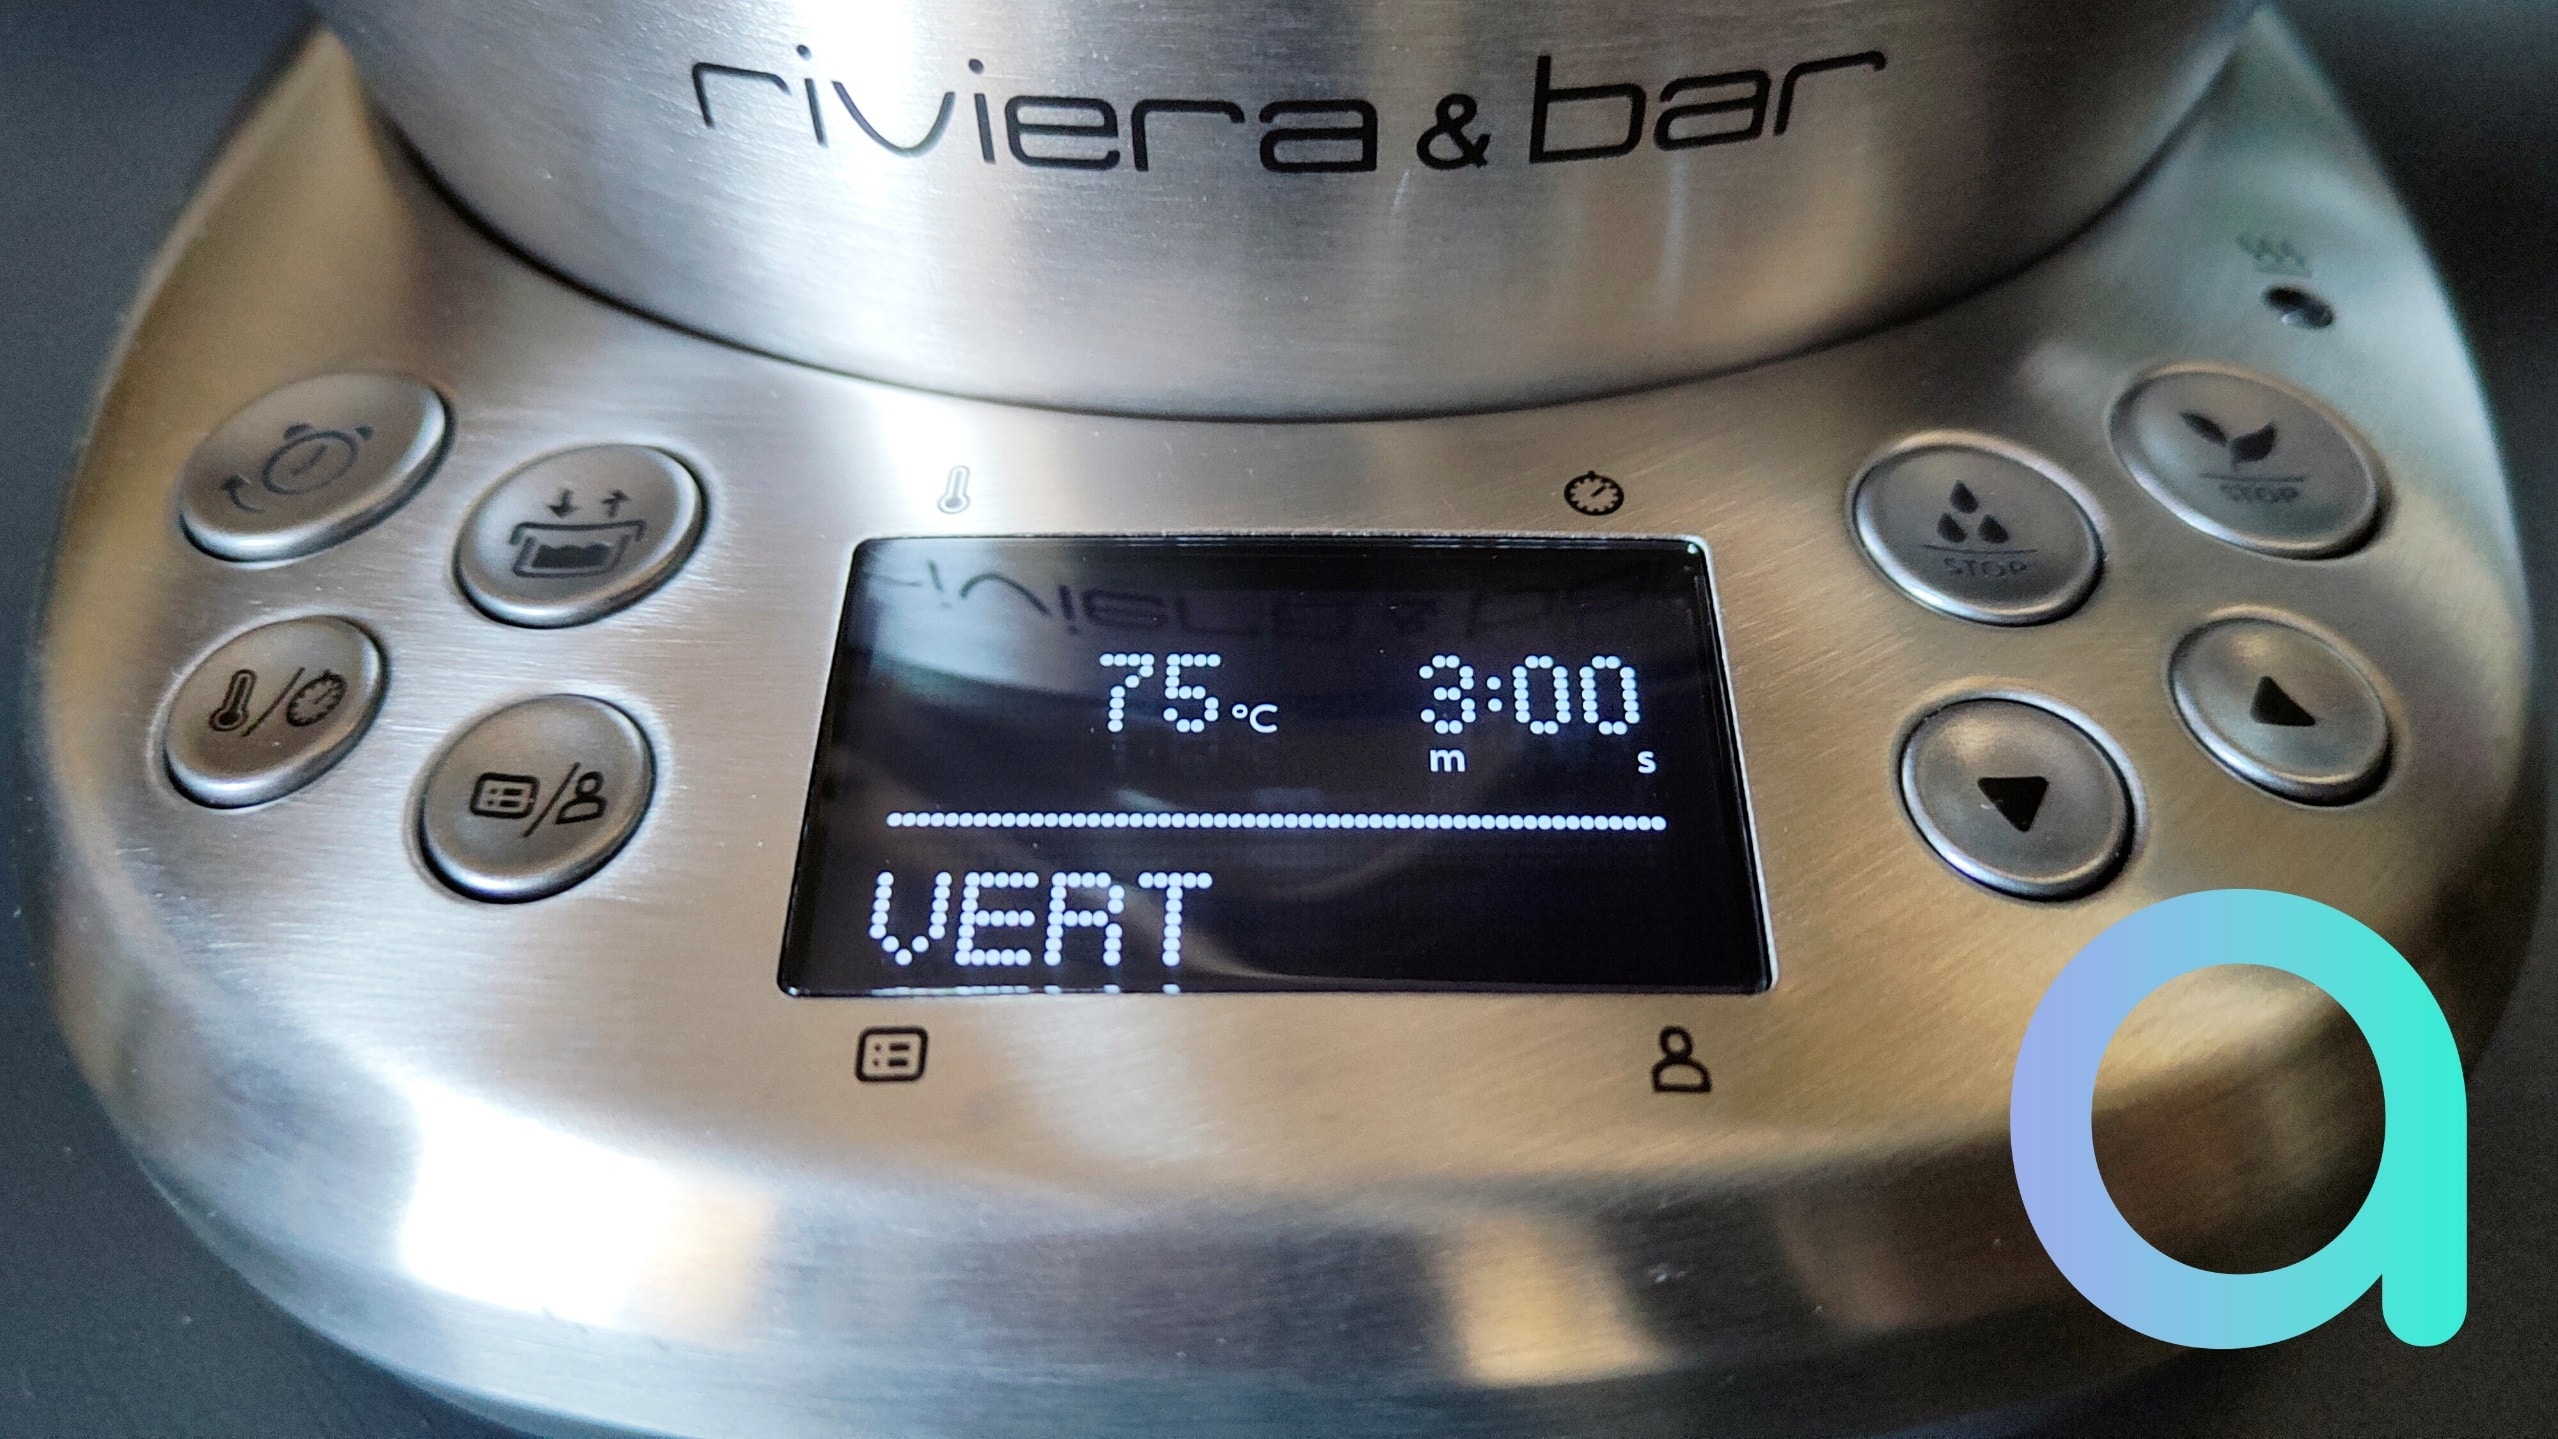 riviera & bar
STOP
STOP
75°C 3:00
m s
VERT